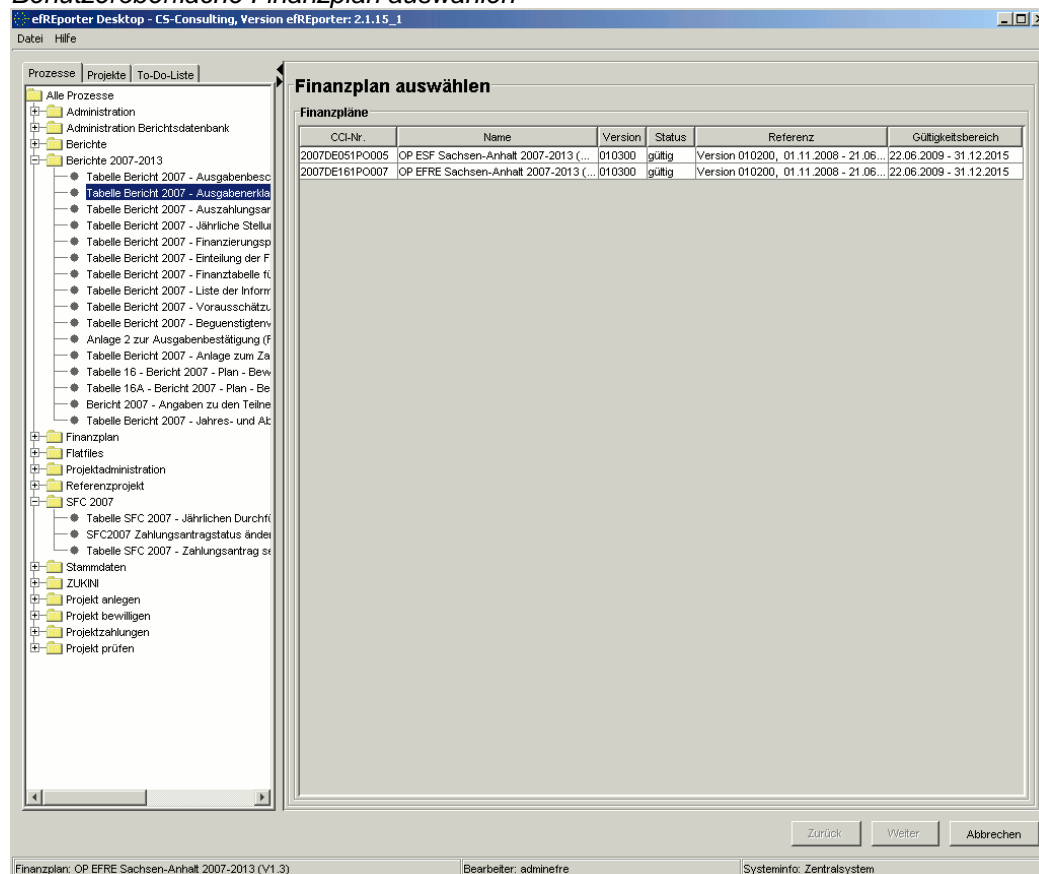 Benutzeroberfläche Finanzplan auswählen
efREporter Desktop - CS-Consulting, Version efREporter: 2.1.15_1
Datei Hilfe
Prozesse Projekte To-Do-Liste
Alle Prozesse
Administration
Administration Berichtsdatenbank
Berichte
Berichte 2007-2013
Tabelle Bericht 2007 - Ausgabenbesc
Tabelle Bericht 2007 - Ausgabenerkla
Tabelle Bericht 2007 - Auszahlungsar
Tabelle Bericht 2007 - Jährliche Stellur
Tabelle Bericht 2007 - Finanzierungsp
Tabelle Bericht 2007 - Einteilung der F
Tabelle Bericht 2007 - Finanztabelle fü
Tabelle Bericht 2007 - Liste der Inform
Tabelle Bericht 2007 - Vorausschätzu
Tabelle Bericht 2007 - Beguenstigtenv
Anlage 2 zur Ausgabenbestätigung (F
Tabelle Bericht 2007 - Anlage zum Za
Tabelle 16 - Bericht 2007 - Plan - Bew
Tabelle 16A - Bericht 2007 - Plan - Be
Bericht 2007 - Angaben zu den Teilne
Tabelle Bericht 2007 - Jahres- und Ab
Finanzplan
Flatfiles
Projektadministration
Referenzprojekt
SFC 2007
Tabelle SFC 2007 - Jährlichen Durchfü
SFC2007 Zahlungsantragstatus änder
Tabelle SFC 2007 - Zahlungsantrag se
Stammdaten
ZUKINI
Projekt anlegen
Projekt bewilligen
Projektzahlungen
Projekt prüfen
Finanzplan auswählen
Finanzpläne
CCI-Nr. Name Version Status Referenz Gültigkeitsbereich
2007DE051PO005 OP ESF Sachsen-Anhalt 2007-2013 (... 010300 gültig Version 010200, 01.11.2008 - 21.06... 22.06.2009 - 31.12.2015
2007DE161PO007 OP EFRE Sachsen-Anhalt 2007-2013 (... 010300 gültig Version 010200, 01.11.2008 - 21.06... 22.06.2009 - 31.12.2015
Zurück Weiter Abbrechen
Finanzplan: OP EFRE Sachsen-Anhalt 2007-2013 (V1.3) Bearbeiter: adminefre Systeminfo: Zentralsystem